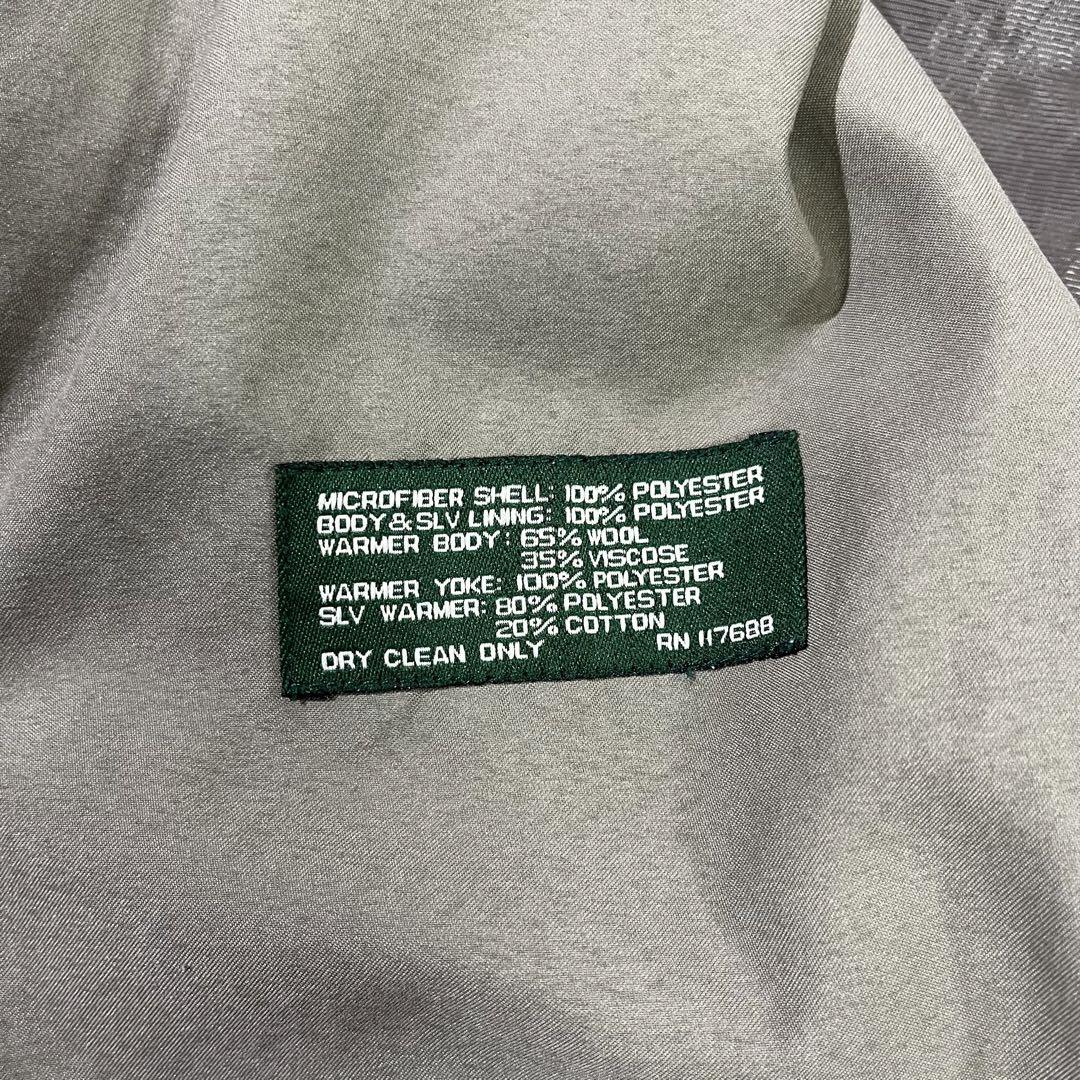 MICROFIBER SHELL: 100% POLYESTER
BODY & SLV LINING: 100% POLYESTER
WARMER BODY: 65% WOOL
35% VISCOSE
WARMER YOKE: 100% POLYESTER
SLV WARMER: 80% POLYESTER
20% COTTON
DRY CLEAN ONLY RN 117688